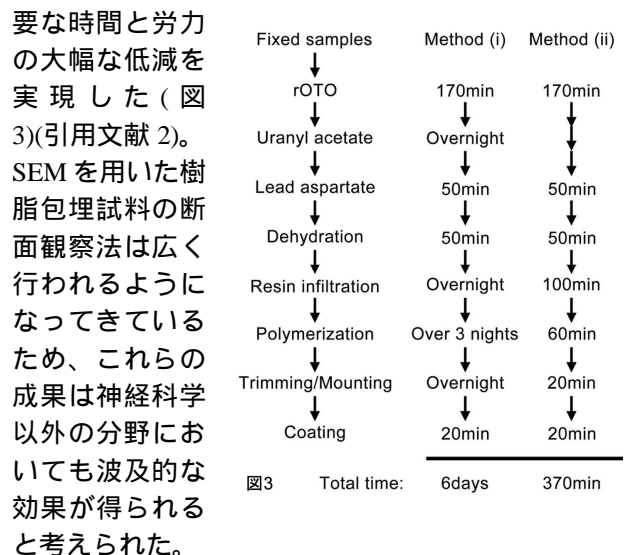 要な時間と労力
の大幅な低減を
実現した(図
3)(引用文献 2)。
SEM を用いた樹
脂包埋試料の断
面観察法は広く
行われるように
なってきている
ため、これらの
成果は神経科学
以外の分野にお
いても波及的な
効果が得られる
と考えられた。
Fixed samples Method (i) Method (ii)
rOTO 170min 170min
Uranyl acetate Overnight
Lead aspartate 50min 50min
Dehydration 50min 50min
Resin infiltration Overnight 100min
Polymerization Over 3 nights 60min
Trimming/Mounting Overnight 20min
Coating 20min 20min
図3 Total time: 6days 370min